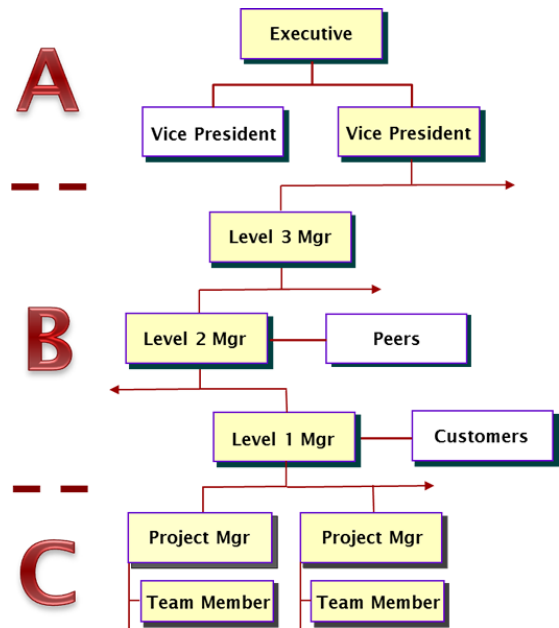 A
Executive
Vice President
Vice President
B
Level 3 Mgr
Level 2 Mgr
Peers
Level 1 Mgr
Customers
C
Project Mgr
Project Mgr
Team Member
Team Member